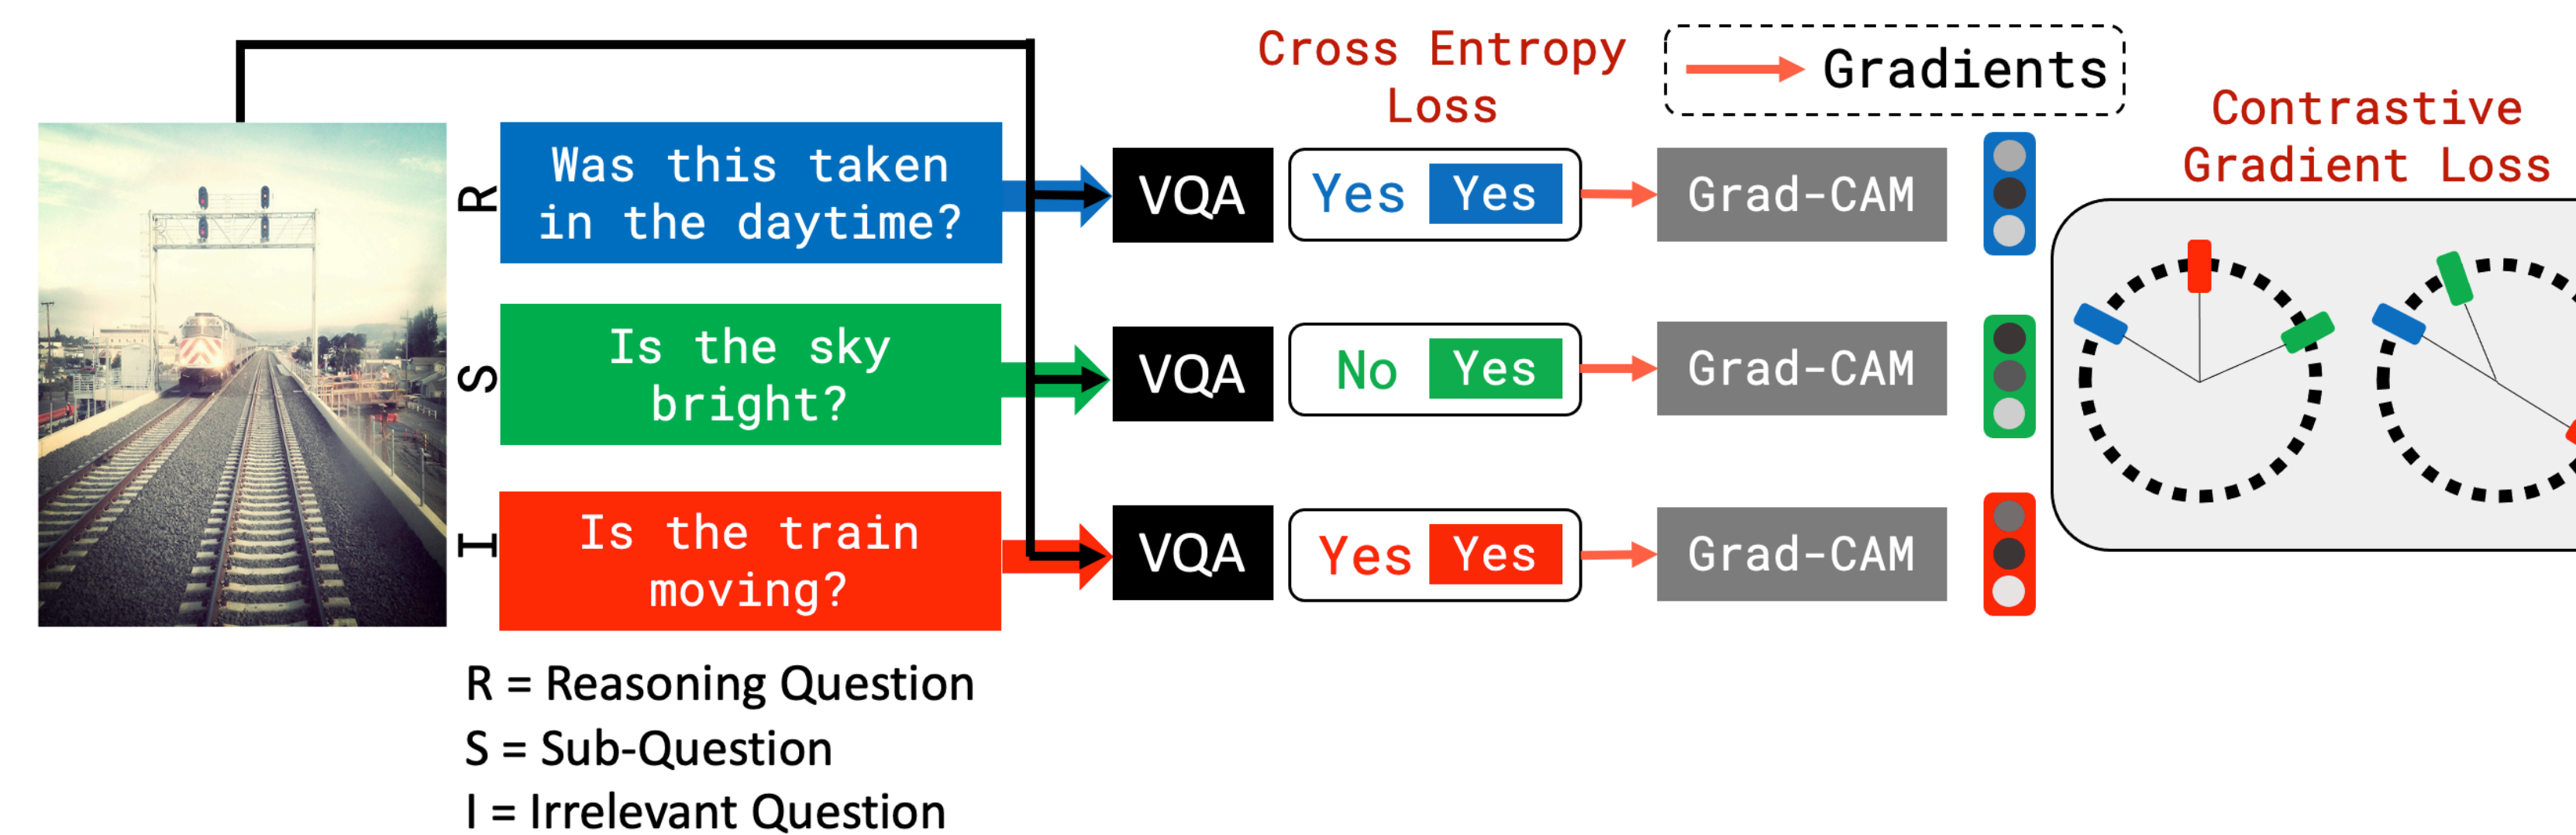 Cross Entropy
Loss
Gradients
Contrastive
Gradient Loss
R
Was this taken
in the daytime?
VQA
Yes
Yes
Grad-CAM
S
Is the sky
bright?
VQA
No
Yes
Grad-CAM
I
Is the train
moving?
VQA
Yes
Yes
Grad-CAM
R = Reasoning Question
S = Sub-Question
I = Irrelevant Question